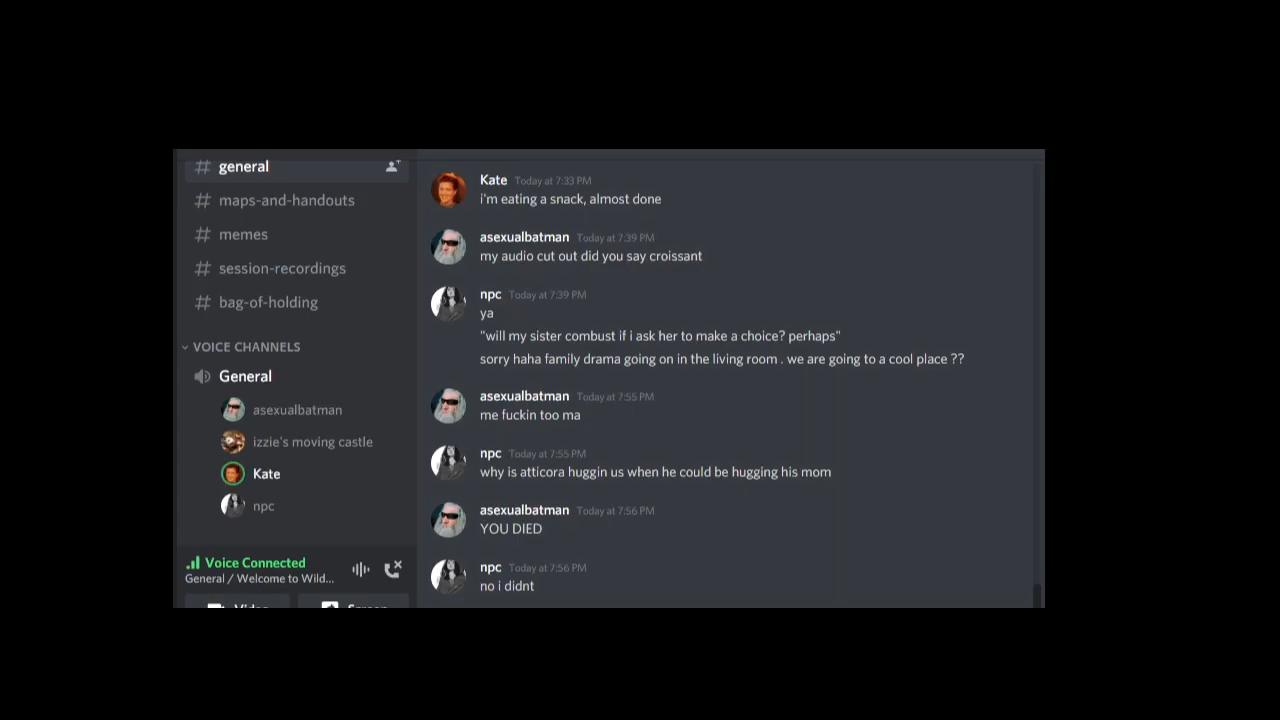 # general
# maps-and-handouts
# memes
# session-recordings
# bag-of-holding
VOICE CHANNELS
General
asexualbatman
izzie's moving castle
Kate
npc
Voice Connected
General / Welcome to Wild...
Video
Screen
Kate Today at 7:33 PM
i'm eating a snack, almost done
asexualbatman Today at 7:39 PM
my audio cut out did you say croissant
npc Today at 7:39 PM
ya
"will my sister combust if i ask her to make a choice? perhaps"
sorry haha family drama going on in the living room . we are going to a cool place ??
asexualbatman Today at 7:55 PM
me fuckin too ma
npc Today at 7:55 PM
why is atticora huggin us when he could be hugging his mom
asexualbatman Today at 7:56 PM
YOU DIED
npc Today at 7:56 PM
no i didnt